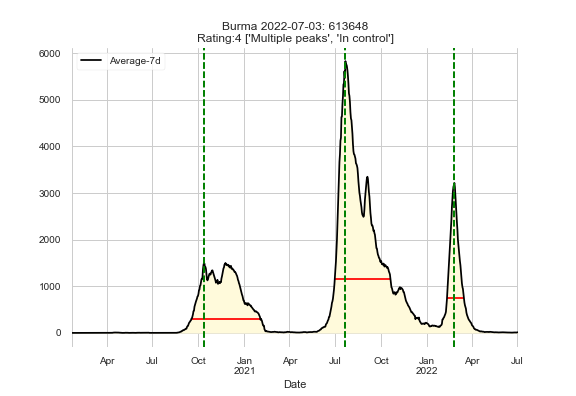 Burma 2022-07-03: 613648
Rating:4 ['Multiple peaks', 'In control']
Average-7d
6000
5000
4000
3000
2000
1000
0
Apr Jul Oct Jan Apr Jul Oct Jan Apr Jul
2021 2022
Date